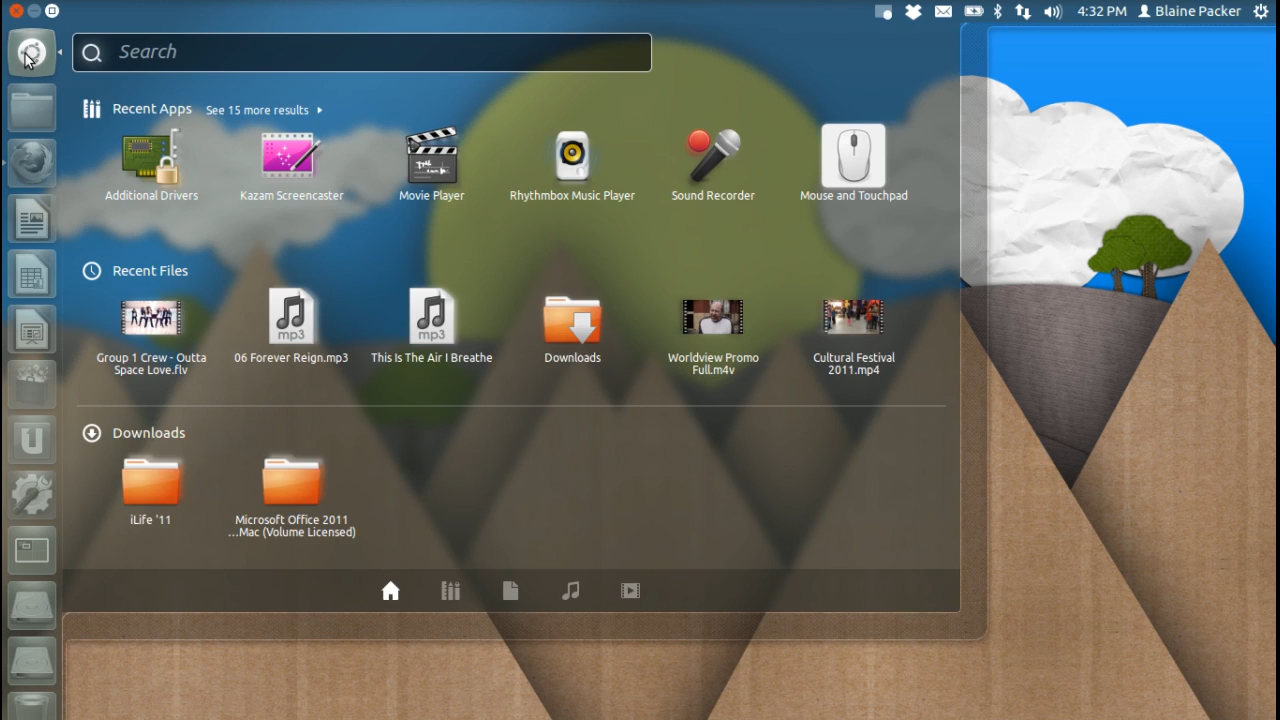 4:32 PM Blaine Packer
Search
Recent Apps See 15 more results
Additional Drivers
Kazam Screencaster
Movie Player
Rhythmbox Music Player
Sound Recorder
Mouse and Touchpad
Recent Files
mp3
mp3
Group 1 Crew - Outta
Space Love.flv
06 Forever Reign.mp3
This Is The Air I Breathe
Downloads
Worldview Promo
Full.m4v
Cultural Festival
2011.mp4
Downloads
iLife '11
Microsoft Office 2011
...Mac (Volume Licensed)